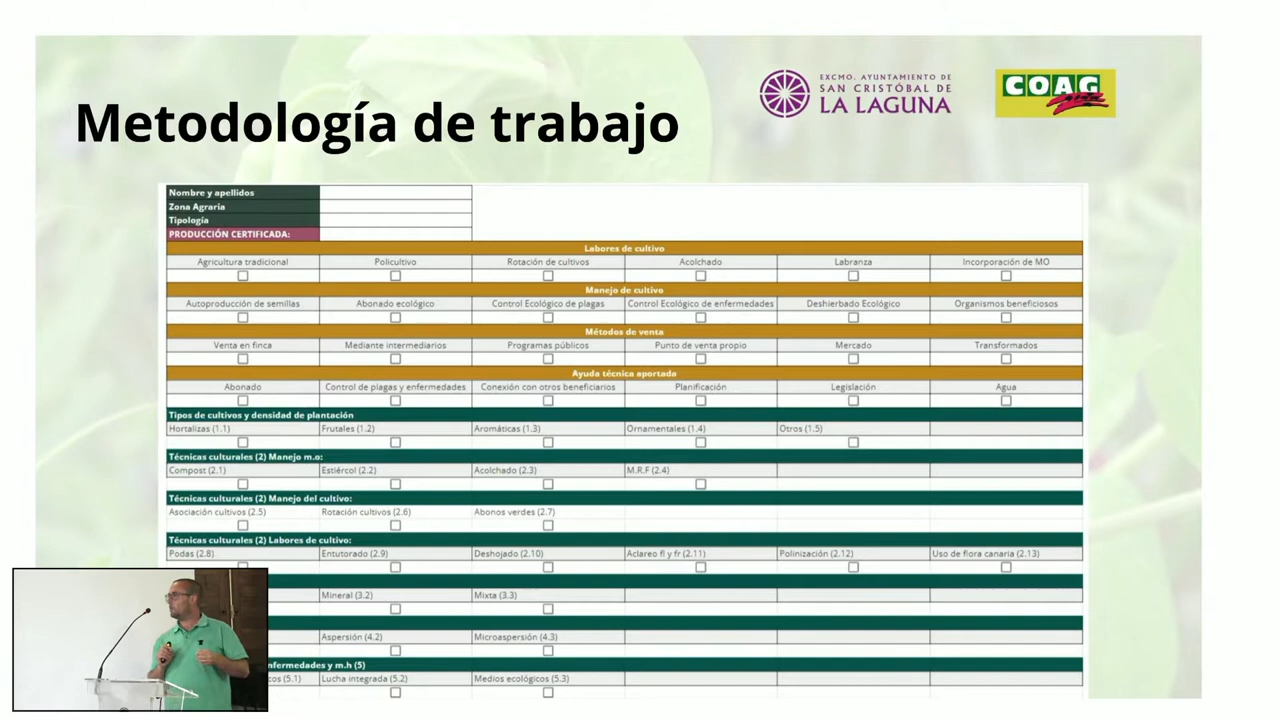 Metodología de trabajo
EXCMO. AYUNTAMIENTO DE
SAN CRISTÓBAL DE
LA LAGUNA
COAG
Nombre y apellidos
Zona Agraria
Tipología
PRODUCCIÓN CERTIFICADA:
Labores de cultivo
Agricultura tradicional Policultivo Rotación de cultivos Acolchado Labranza Incorporación de MO
Manejo de cultivo
Autoproducción de semillas Abonado ecológico Control Ecológico de plagas Control Ecológico de enfermedades Deshierbado Ecológico Organismos beneficiosos
Métodos de venta
Venta en finca Mediante intermediarios Programas públicos Punto de venta propio Mercado Transformados
Ayuda técnica aportada
Abonado Control de plagas y enfermedades Conexión con otros beneficiarios Planificación Legislación Agua
Tipos de cultivos y densidad de plantación
Hortalizas (1.1) Frutales (1.2) Aromáticas (1.3) Ornamentales (1.4) Otros (1.5)
Técnicas culturales (2) Manejo m.o:
Compost (2.1) Estiércol (2.2) Acolchado (2.3) M.R.F (2.4)
Técnicas culturales (2) Manejo del cultivo:
Asociación cultivos (2.5) Rotación cultivos (2.6) Abonos verdes (2.7)
Técnicas culturales (2) Labores de cultivo:
Podas (2.8) Entutorado (2.9) Deshojado (2.10) Aclareo fl y fr (2.11) Polinización (2.12) Uso de flora canaria (2.13)
Mineral (3.2) Mixta (3.3)
Aspersión (4.2) Microaspersión (4.3)
nfermedades y m.h (5)
cos (5.1) Lucha integrada (5.2) Medios ecológicos (5.3)